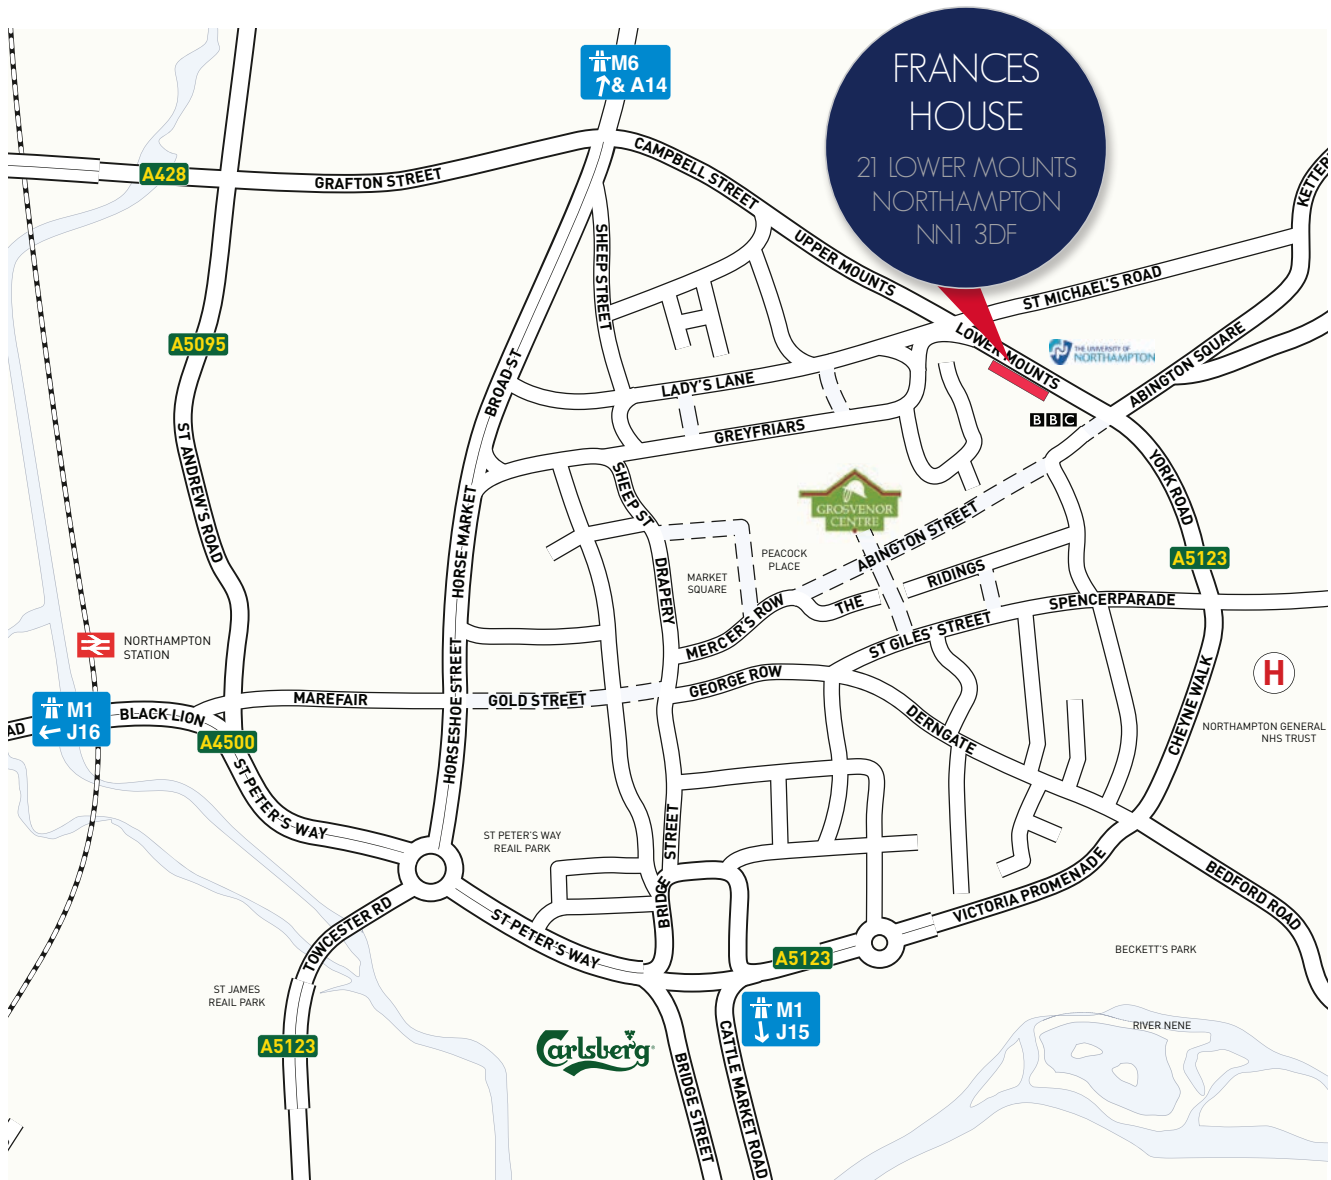 M6
& A14
FRANCES
HOUSE
21 LOWER MOUNTS
NORTHAMPTON
NN1 3DF
A428
GRAFTON STREET
CAMPBELL STREET
UPPER MOUNTS
SHEEP STREET
ST MICHAEL'S ROAD
A5095
LOWER MOUNTS
THE UNIVERSITY OF
NORTHAMPTON
ABINGTON SQUARE
BROAD ST
LADY'S LANE
BBC
GREYFRIARS
ST ANDREW'S ROAD
SHEEP ST
GROSVENOR
CENTRE
YORK ROAD
HORSE MARKET
ABINGTON STREET
PEACOCK
PLACE
A5123
MARKET
SQUARE
DRAPERY
THE RIDINGS
SPENCERPARADE
MERCER'S ROW
ST GILES' STREET
NORTHAMPTON
STATION
HORSESHOE STREET
H
CHEYNE WALK
GEORGE ROW
MAREFAIR
GOLD STREET
M1
J16
BLACK LION
AD
A4500
DERNGATE
NORTHAMPTON GENERAL
NHS TRUST
ST PETER'S WAY
ST PETER'S WAY
REAIL PARK
BRIDGE STREET
VICTORIA PROMENADE
BEDFORD ROAD
TOWCESTER RD
ST PETER'S WAY
A5123
BECKETT'S PARK
ST JAMES
REAIL PARK
M1
J15
RIVER NENE
A5123
Carlsberg
BRIDGE STREET
CATTLE MARKET ROAD
KETTER